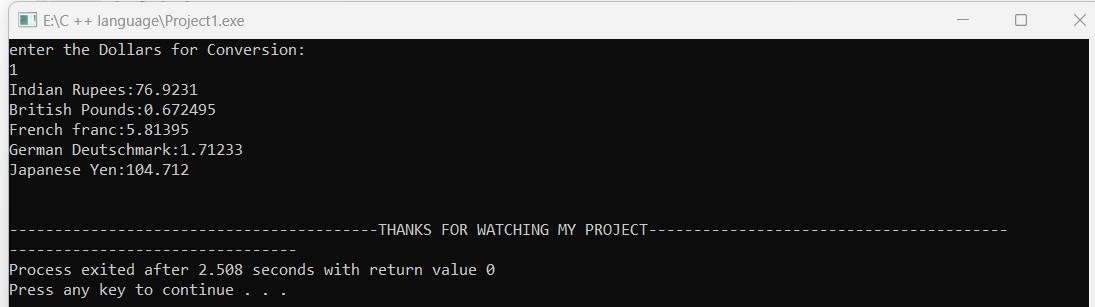 E:\C ++ language\Project1.exe
enter the Dollars for Conversion:
1
Indian Rupees:76.9231
British Pounds:0.672495
French franc:5.81395
German Deutschmark:1.71233
Japanese Yen:104.712
-----------------------------------------THANKS FOR WATCHING MY PROJECT----------------------------------------
--------------------------------
Process exited after 2.508 seconds with return value 0
Press any key to continue . . .